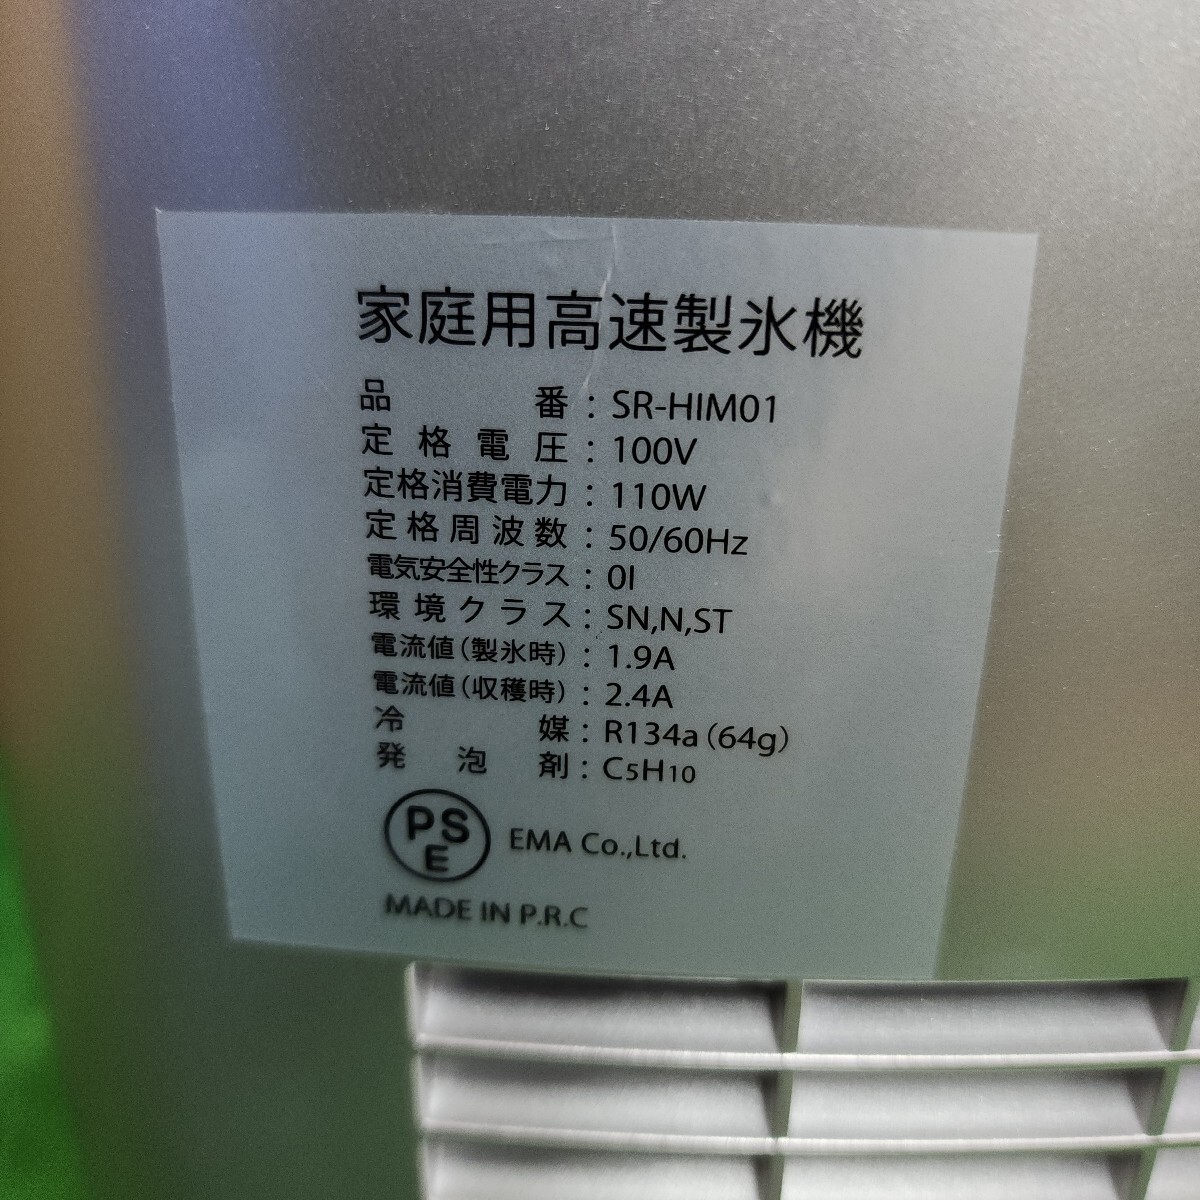 家庭用高速製氷機
品番：SR-HIM01
定格電圧：100V
定格消費電力：110W
定格周波数：50/60Hz
電気安全性クラス：0I
環境クラス：SN,N,ST
電流値（製氷時）：1.9A
電流値（収穫時）：2.4A
冷媒：R134a（64g）
発泡剤：C5H10
PSE EMA Co.,Ltd.
MADE IN P.R.C